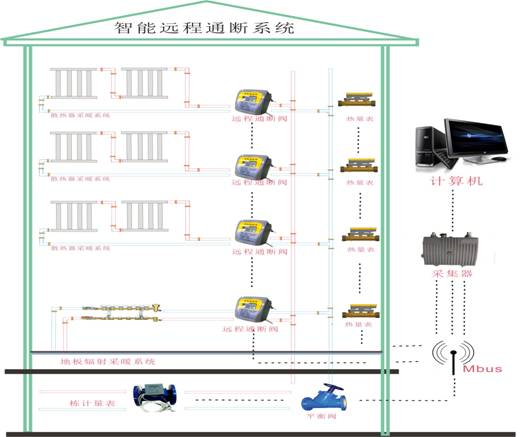 智能远程通断系统
散热器采暖系统
远程通断阀
热量表
散热器采暖系统
远程通断阀
热量表
计算机
散热器采暖系统
远程通断阀
热量表
采集器
远程通断阀
热量表
地板辐射采暖系统
Mbus
栋计量表
平衡阀